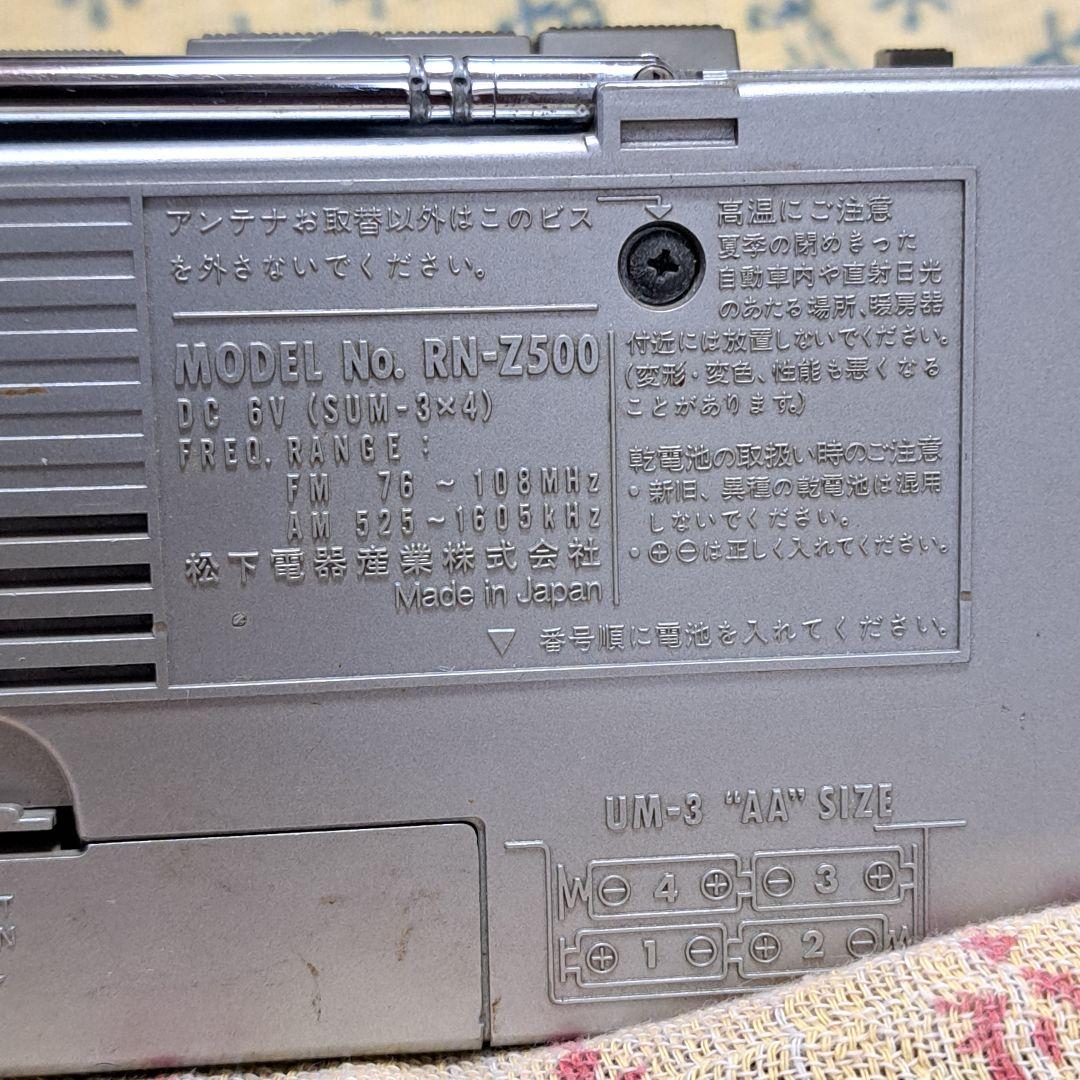 アンテナお取替以外はこのビス
を外さないでください。
MODEL No. RN-Z500
DC 6V (SUM-3×4)
FREQ. RANGE:
FM 76 ~ 108MHz
AM 525~1605kHz
松下電器産業株式会社
Made in Japan
高温にご注意
夏季の閉めきった
自動車内や直射日光
のあたる場所、暖房器
付近には放置しないでください。
(変形・変色、性能も悪くなる
ことがあります。)
乾電池の取扱い時のご注意
・新旧、異種の乾電池は混用
しないでください。
・⊕⊖は正しく入れてください。
▽ 番号順に電池を入れてください。
UM-3 "AA" SIZE
⊖ 4 ⊕ ⊖ 3 ⊕
⊕ 1 ⊖ ⊕ 2 ⊖